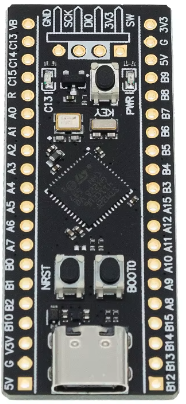 GND SCK DIO 3V3 SW
VB C13 C14 C15 R A0 A1 A2 A3 A4 A5 A6 A7 B0 B1 B2 B10 VGV G 5V
3V3 G 5V B9 B8 B7 B6 B5 B4 B3 A15 A12 A11 A10 A9 A8 B15 B14 B13 B12
C13
PWR
NRST
BOOT0